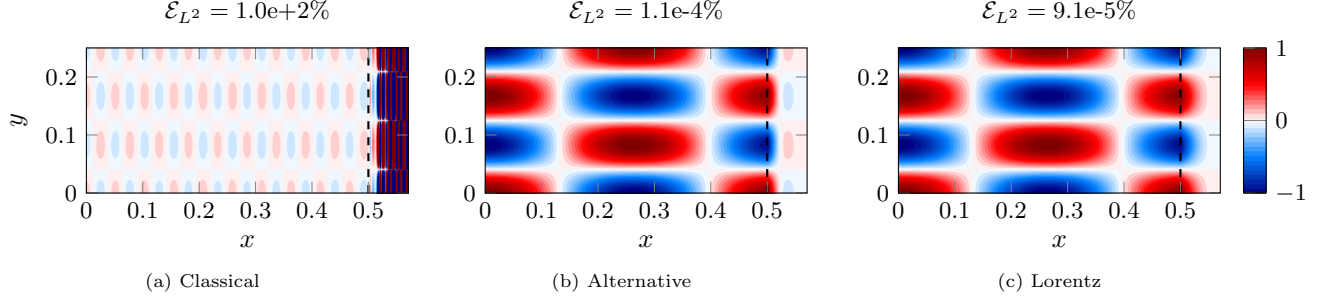 ℰ_{L²} = 1.0e+2%
ℰ_{L²} = 1.1e-4%
ℰ_{L²} = 9.1e-5%
0.2
0.1
0
y
0 0.1 0.2 0.3 0.4 0.5
x
0 0.1 0.2 0.3 0.4 0.5
x
0 0.1 0.2 0.3 0.4 0.5
x
1
0
−1
(a) Classical
(b) Alternative
(c) Lorentz